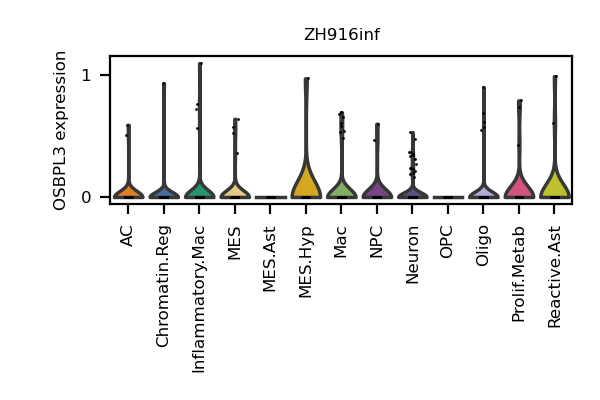 ZH916inf
OSBPL3 expression
1
0
AC
Chromatin.Reg
Inflammatory.Mac
MES
MES.Ast
MES.Hyp
Mac
NPC
Neuron
OPC
Oligo
Prolif.Metab
Reactive.Ast